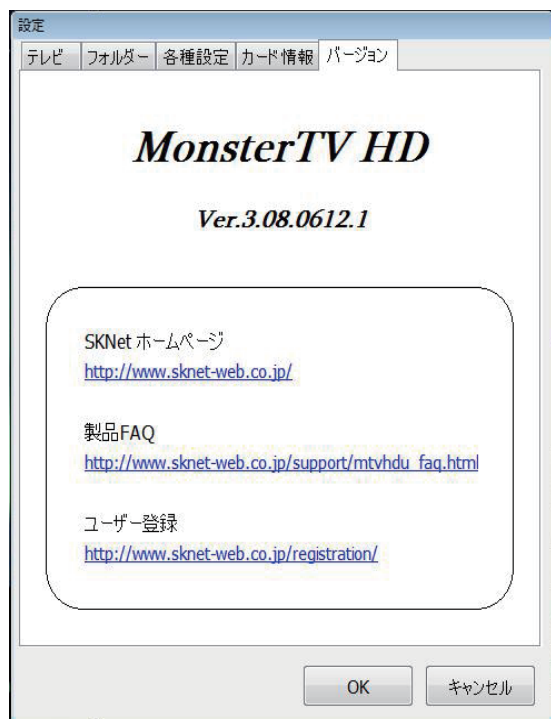 設定
テレビ フォルダー 各種設定 カード情報 バージョン
MonsterTV HD
Ver.3.08.0612.1
SKNet ホームページ
http://www.sknet-web.co.jp/
製品FAQ
http://www.sknet-web.co.jp/support/mtvhdu_faq.html
ユーザー登録
http://www.sknet-web.co.jp/registration/
OK キャンセル